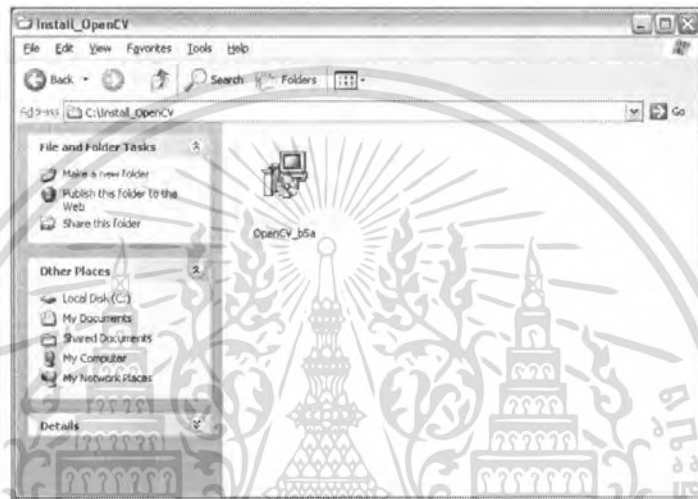 Install_OpenCV
File Edit View Favorites Tools Help
Back Search Folders
Address C:\Install_OpenCV Go
File and Folder Tasks
Make a new folder
Publish this folder to the
Web
Share this folder
Other Places
Local Disk (C:)
My Documents
Shared Documents
My Computer
My Network Places
Details
OpenCV_b5a